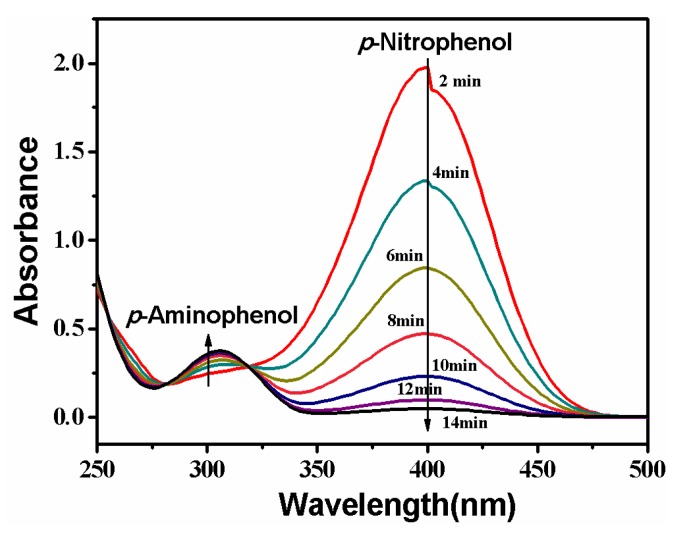 p-Nitrophenol
2.0
2 min
1.5
4min
1.0
6min
p-Aminophenol
8min
0.5
10min
12min
0.0
14min
250 300 350 400 450 500
Wavelength(nm)
Absorbance